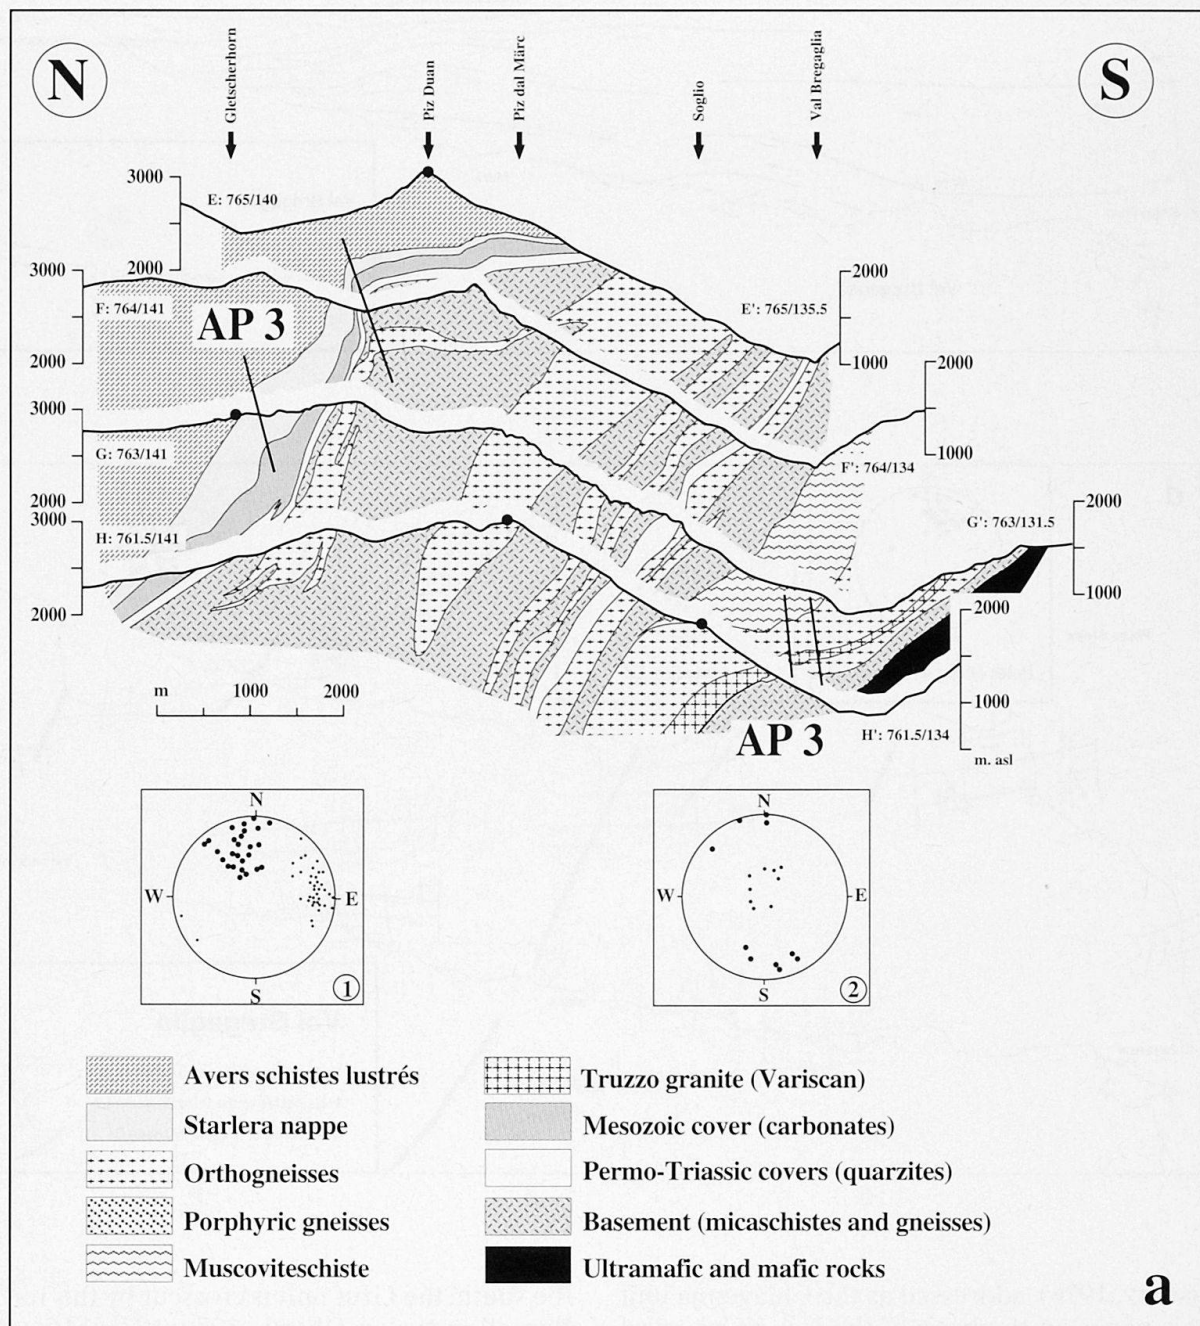 N
S
Gletscherhorn
Piz Duan
Piz dal Märc
Soglio
Val Bregaglia
3000
E: 765/140
2000
3000
F: 764/141
2000
AP 3
2000
E': 765/135.5
1000
3000
G: 763/141
2000
2000
1000
F': 764/134
3000
H: 761.5/141
2000
2000
G': 763/131.5
1000
2000
1000
H': 761.5/134
m. asl
AP 3
m 1000 2000
N
W E
S
1
N
W E
S
2
Avers schistes lustrés
Starlera nappe
Orthogneisses
Porphyric gneisses
Muscoviteschiste
Truzzo granite (Variscan)
Mesozoic cover (carbonates)
Permo-Triassic covers (quarzites)
Basement (micaschistes and gneisses)
Ultramafic and mafic rocks
a